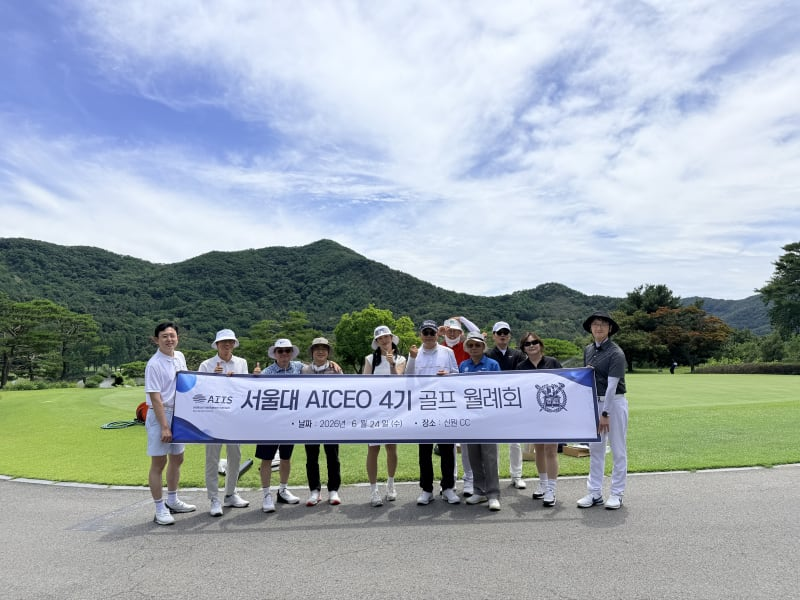 AIIS
서울대 AICEO 4기 골프 월례회
• 날짜 : 2026년 6월 24일 (수) • 장소 : 신원 CC